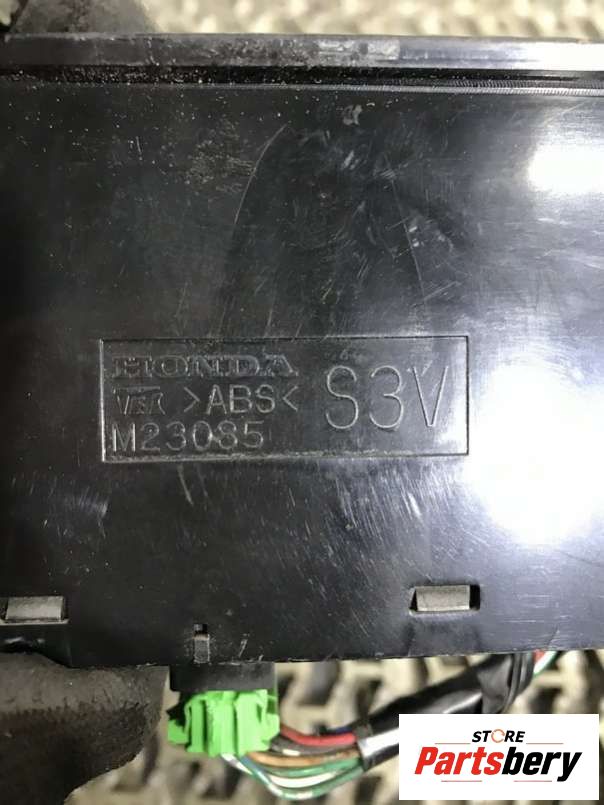 HONDA
>ABS< S3V
M23085
STORE
Partsbery